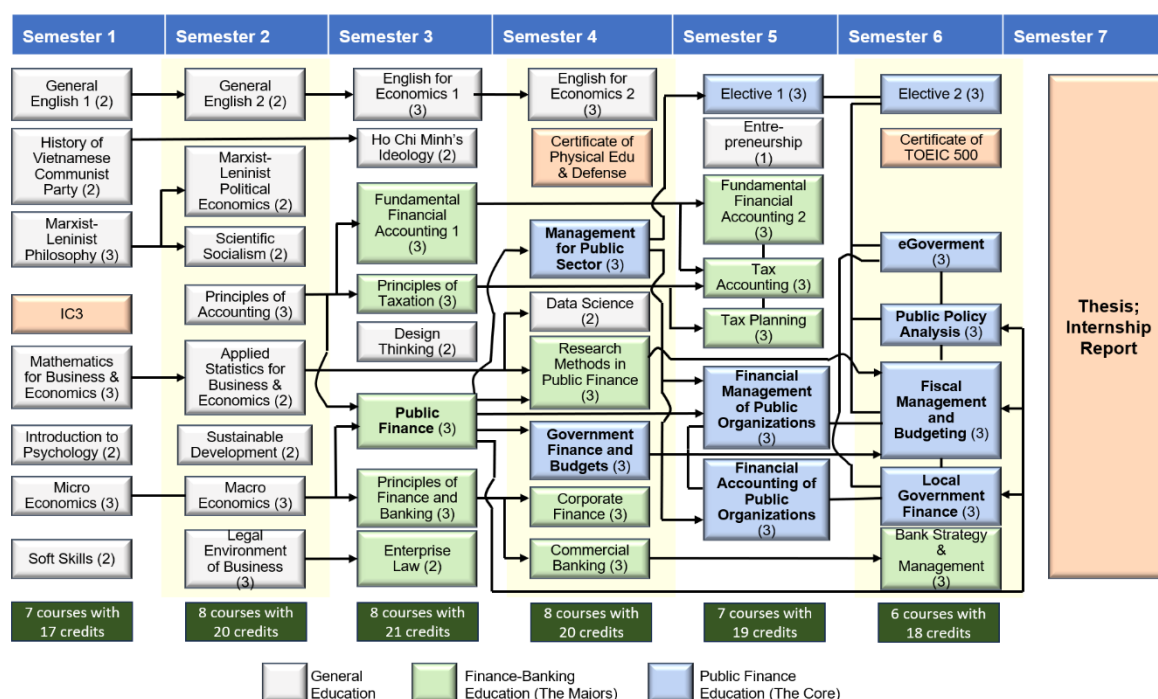 Semester 1
Semester 2
Semester 3
Semester 4
Semester 5
Semester 6
Semester 7
General
English 1 (2)
History of
Vietnamese
Communist
Party (2)
Marxist-
Leninist
Philosophy (3)
IC3
Mathematics
for Business &
Economics (3)
Introduction to
Psychology (2)
Micro
Economics (3)
Soft Skills (2)
7 courses with
17 credits
General
English 2 (2)
Marxist-
Leninist
Political
Economics (2)
Scientific
Socialism (2)
Principles of
Accounting (3)
Applied
Statistics for
Business &
Economics (2)
Sustainable
Development (2)
Macro
Economics (3)
Legal
Environment
of Business
(3)
8 courses with
20 credits
English for
Economics 1
(3)
Ho Chi Minh's
Ideology (2)
Fundamental
Financial
Accounting 1
(3)
Principles of
Taxation (3)
Design
Thinking (2)
Public
Finance (3)
Principles of
Finance and
Banking (3)
Enterprise
Law (2)
8 courses with
21 credits
English for
Economics 2
(3)
Certificate of
Physical Edu
& Defense
Management
for Public
Sector (3)
Data Science
(2)
Research
Methods in
Public Finance
(3)
Government
Finance and
Budgets (3)
Corporate
Finance (3)
Commercial
Banking (3)
8 courses with
20 credits
Elective 1 (3)
Entre-
preneurship
(1)
Fundamental
Financial
Accounting 2
(3)
Tax
Accounting (3)
Tax Planning
(3)
Financial
Management
of Public
Organizations
(3)
Financial
Accounting of
Public
Organizations
(3)
7 courses with
19 credits
Elective 2 (3)
Certificate of
TOEIC 500
eGoverment
(3)
Public Policy
Analysis (3)
Fiscal
Management
and
Budgeting (3)
Local
Government
Finance (3)
Bank Strategy
&
Management
(3)
6 courses with
18 credits
Thesis;
Internship
Report
General
Education
Finance-Banking
Education (The Majors)
Public Finance
Education (The Core)